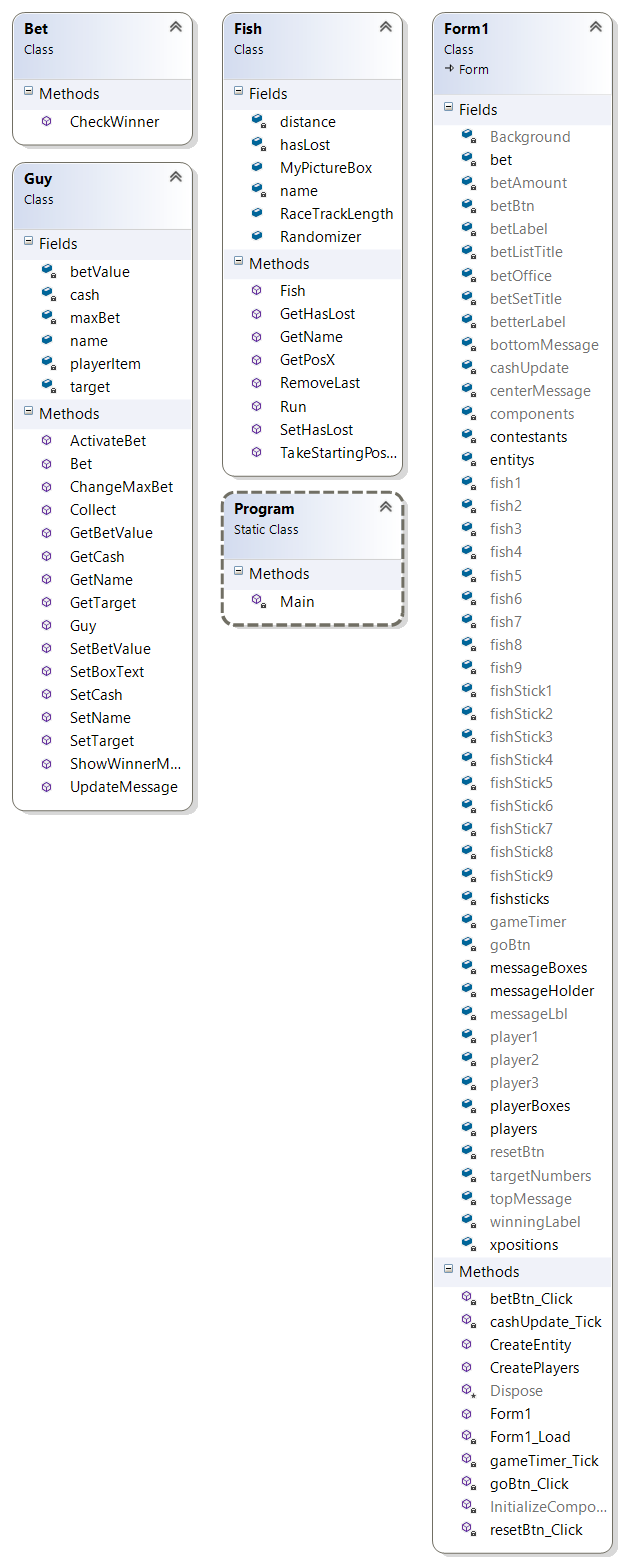 Bet
Class
Methods
CheckWinner
Guy
Class
Fields
betValue
cash
maxBet
name
playerItem
target
Methods
ActivateBet
Bet
ChangeMaxBet
Collect
GetBetValue
GetCash
GetName
GetTarget
Guy
SetBetValue
SetBoxText
SetCash
SetName
SetTarget
ShowWinnerM...
UpdateMessage
Fish
Class
Fields
distance
hasLost
MyPictureBox
name
RaceTrackLength
Randomizer
Methods
Fish
GetHasLost
GetName
GetPosX
RemoveLast
Run
SetHasLost
TakeStartingPos...
Program
Static Class
Methods
Main
Form1
Class
Form
Fields
Background
bet
betAmount
betBtn
betLabel
betListTitle
betOffice
betSetTitle
betterLabel
bottomMessage
cashUpdate
centerMessage
components
contestants
entitys
fish1
fish2
fish3
fish4
fish5
fish6
fish7
fish8
fish9
fishStick1
fishStick2
fishStick3
fishStick4
fishStick5
fishStick6
fishStick7
fishStick8
fishStick9
fishsticks
gameTimer
goBtn
messageBoxes
messageHolder
messageLbl
player1
player2
player3
playerBoxes
players
resetBtn
targetNumbers
topMessage
winningLabel
xpositions
Methods
betBtn_Click
cashUpdate_Tick
CreateEntity
CreatePlayers
Dispose
Form1
Form1_Load
gameTimer_Tick
goBtn_Click
InitializeCompo...
resetBtn_Click